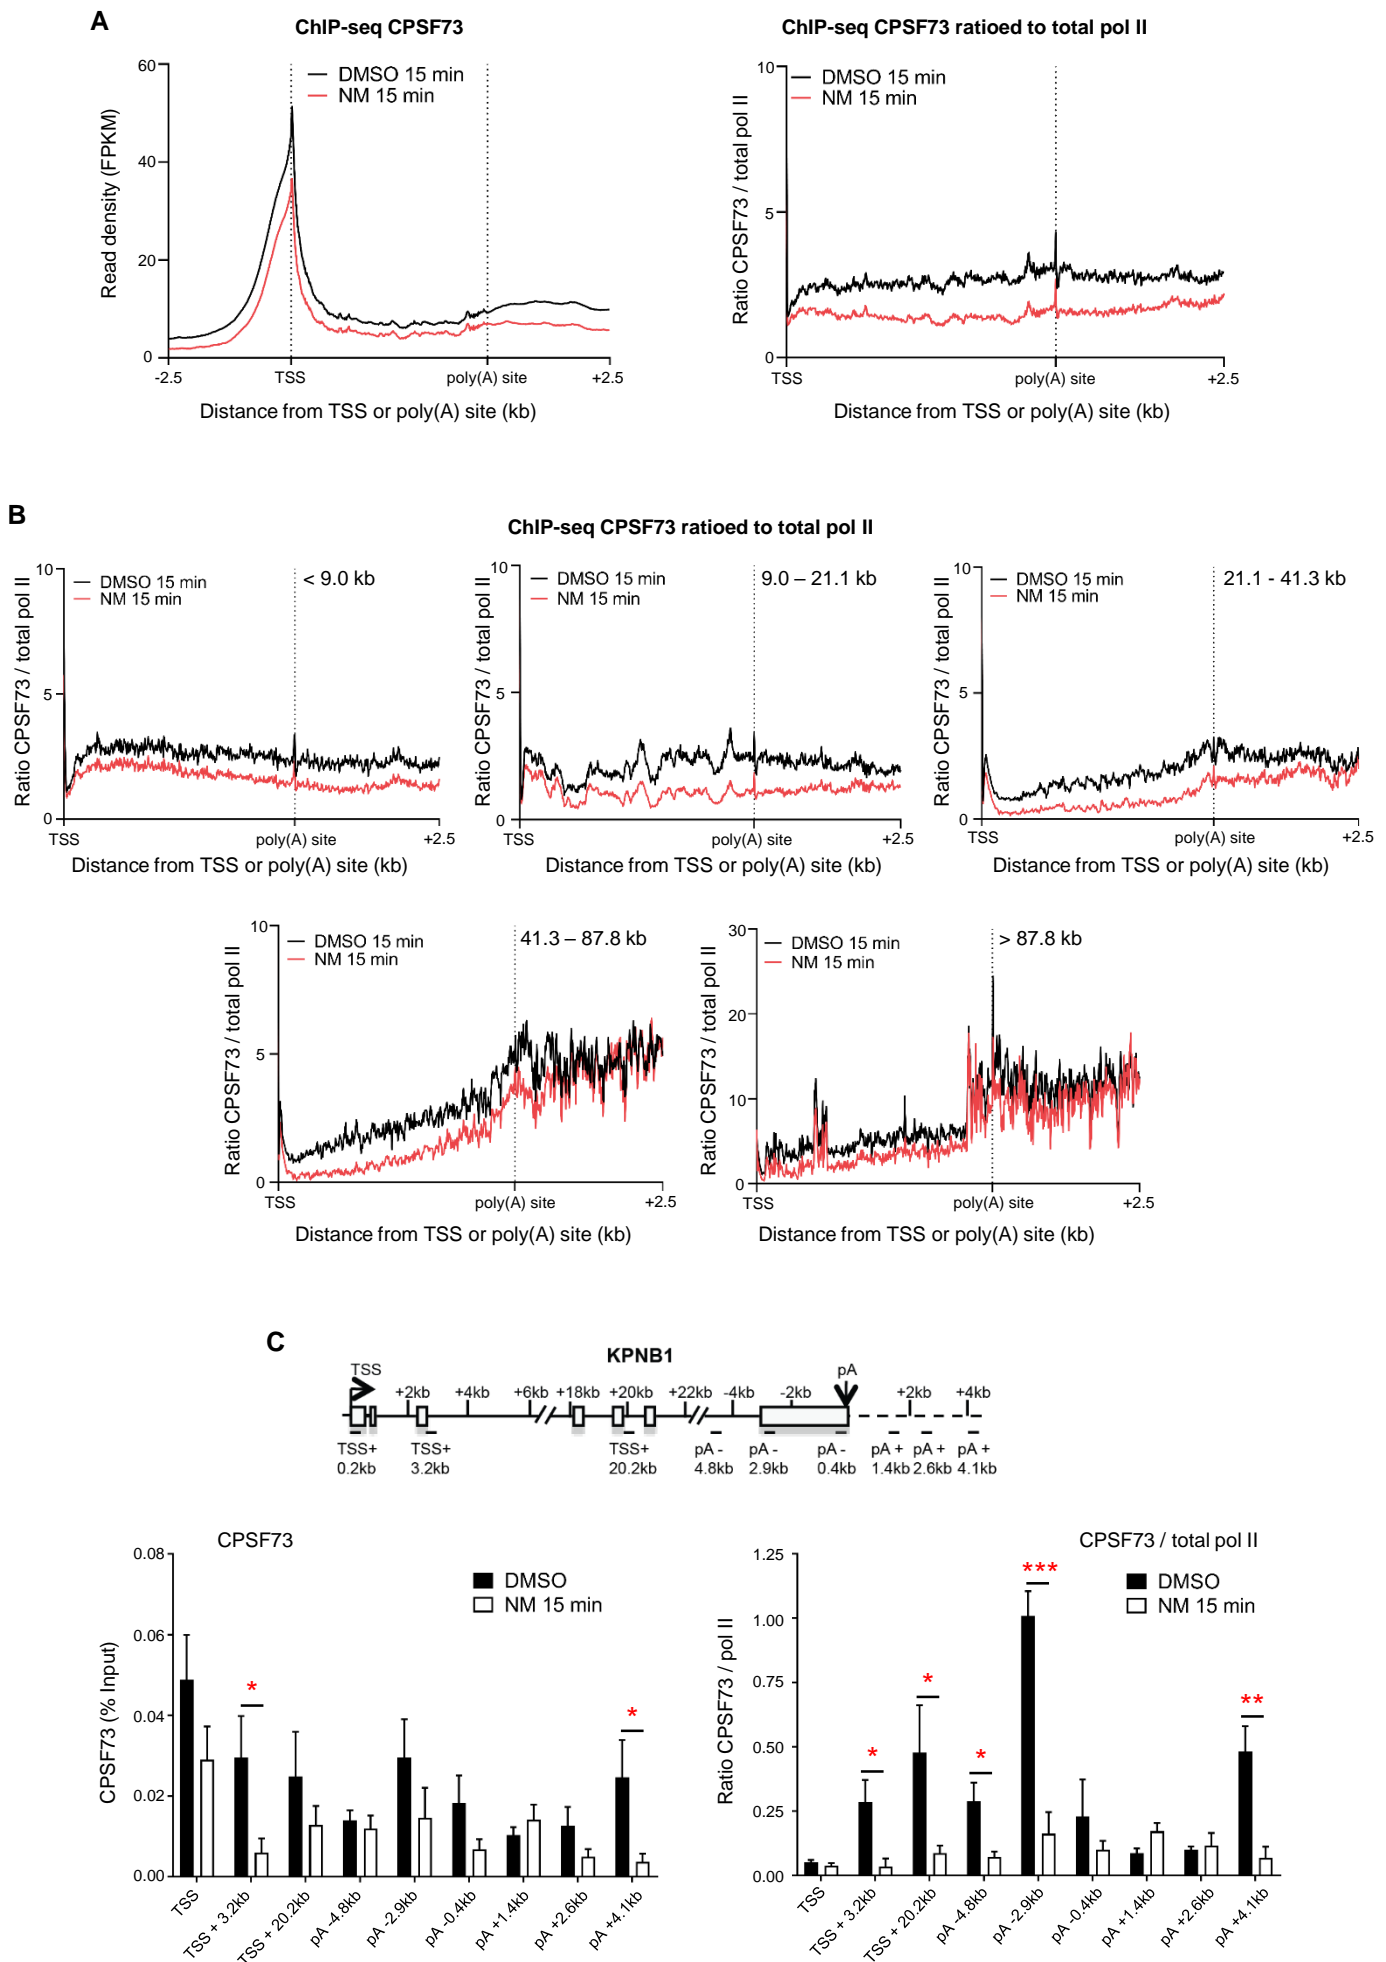 A
ChIP-seq CPSF73
ChIP-seq CPSF73 ratioed to total pol II
60
40
20
0
Read density (FPKM)
DMSO 15 min
NM 15 min
-2.5
TSS
poly(A) site
+2.5
Distance from TSS or poly(A) site (kb)
10
5
0
Ratio CPSF73 / total pol II
DMSO 15 min
NM 15 min
TSS
poly(A) site
+2.5
Distance from TSS or poly(A) site (kb)
B
ChIP-seq CPSF73 ratioed to total pol II
10
5
0
Ratio CPSF73 / total pol II
DMSO 15 min
NM 15 min
< 9.0 kb
TSS
poly(A) site
+2.5
Distance from TSS or poly(A) site (kb)
10
5
0
Ratio CPSF73 / total pol II
DMSO 15 min
NM 15 min
9.0 – 21.1 kb
TSS
poly(A) site
+2.5
Distance from TSS or poly(A) site (kb)
10
5
0
Ratio CPSF73 / total pol II
DMSO 15 min
NM 15 min
21.1 - 41.3 kb
TSS
poly(A) site
+2.5
Distance from TSS or poly(A) site (kb)
10
5
0
Ratio CPSF73 / total pol II
DMSO 15 min
NM 15 min
41.3 – 87.8 kb
TSS
poly(A) site
+2.5
Distance from TSS or poly(A) site (kb)
30
20
10
0
Ratio CPSF73 / total pol II
DMSO 15 min
NM 15 min
> 87.8 kb
TSS
poly(A) site
+2.5
Distance from TSS or poly(A) site (kb)
C
KPNB1
TSS
pA
+2kb +4kb +6kb +18kb +20kb +22kb -4kb -2kb +2kb +4kb
TSS+ TSS+ TSS+ pA - pA - pA - pA + pA + pA +
0.2kb 3.2kb 20.2kb 4.8kb 2.9kb 0.4kb 1.4kb 2.6kb 4.1kb
CPSF73
0.08
0.06
0.04
0.02
0.00
CPSF73 (% Input)
DMSO
NM 15 min
*
*
TSS
TSS + 3.2kb
TSS + 20.2kb
pA -4.8kb
pA -2.9kb
pA -0.4kb
pA +1.4kb
pA +2.6kb
pA +4.1kb
CPSF73 / total pol II
1.25
1.00
0.75
0.50
0.25
0.00
Ratio CPSF73 / pol II
DMSO
NM 15 min
*
*
*
***
**
TSS
TSS + 3.2kb
TSS + 20.2kb
pA -4.8kb
pA -2.9kb
pA -0.4kb
pA +1.4kb
pA +2.6kb
pA +4.1kb